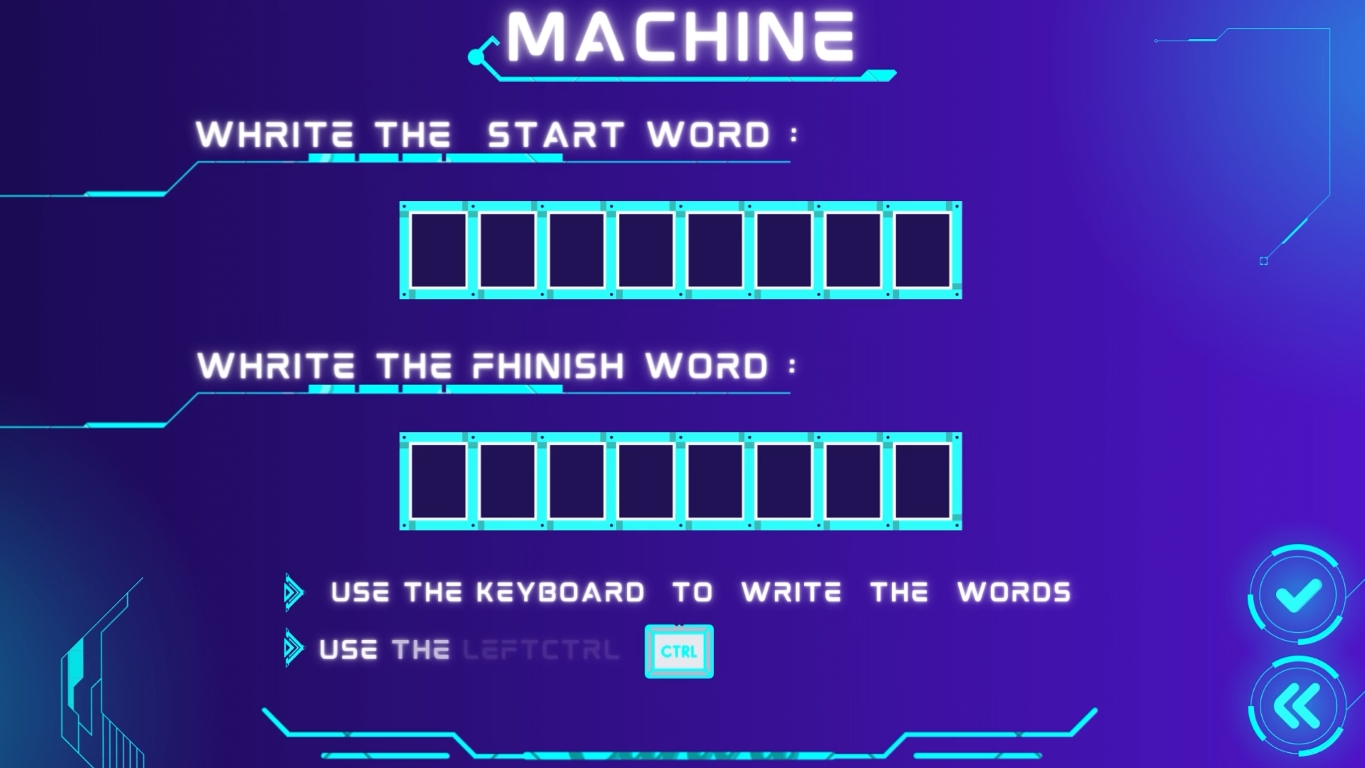 MACHINE
WHRITE THE START WORD :
WHRITE THE FHINISH WORD :
USE THE KEYBOARD TO WRITE THE WORDS
USE THE LEFTCTRL CTRL